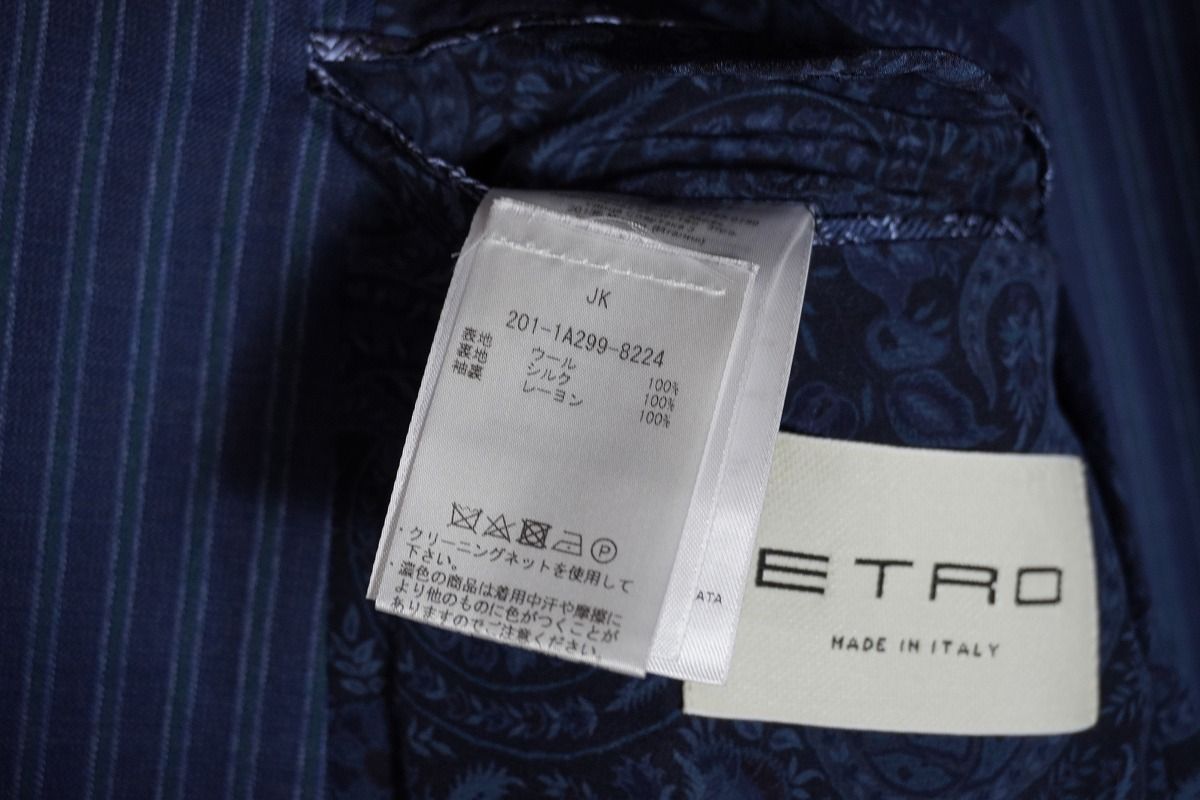 JK
201-1A299-8224
表地 ウール 100%
裏地 シルク 100%
袖裏 レーヨン 100%
P
・クリーニングネットを使用して
下さい。
・濃色の商品は着用中汗や摩擦に
より他のものに色がつくことが
ありますのでご注意ください。
ATA
ETRO
MADE IN ITALY